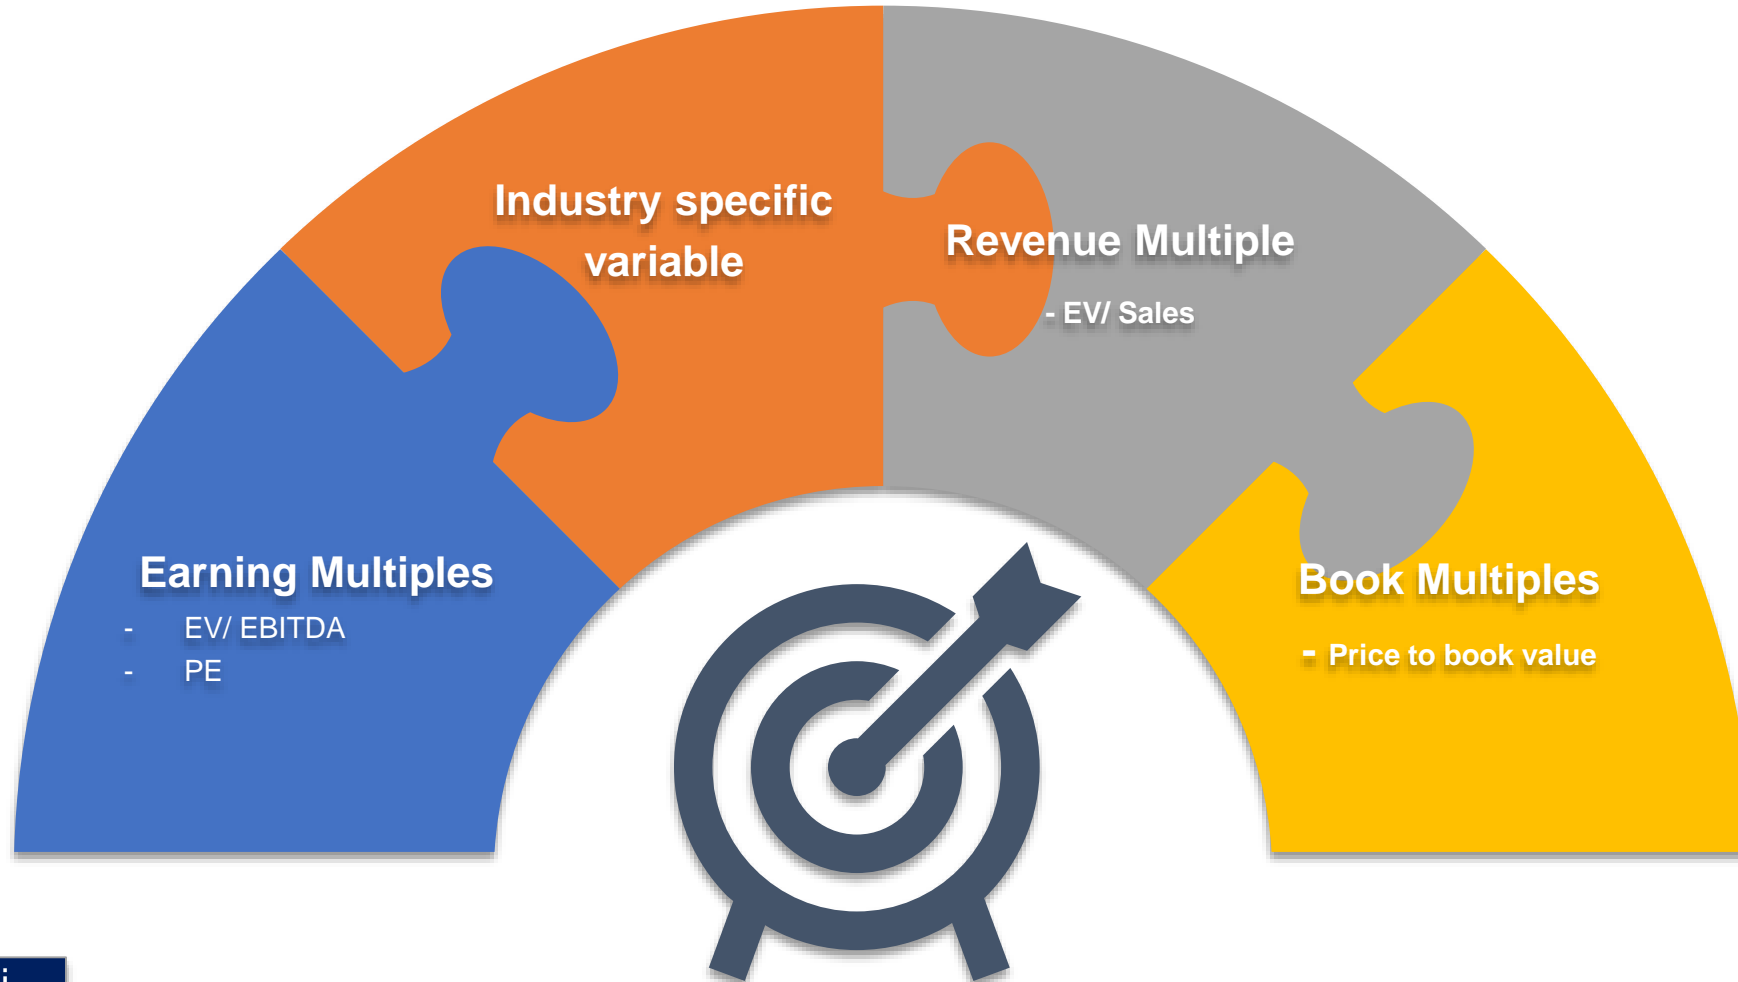 Industry specific
variable
Revenue Multiple
- EV/ Sales
Earning Multiples
- EV/ EBITDA
- PE
Book Multiples
- Price to book value